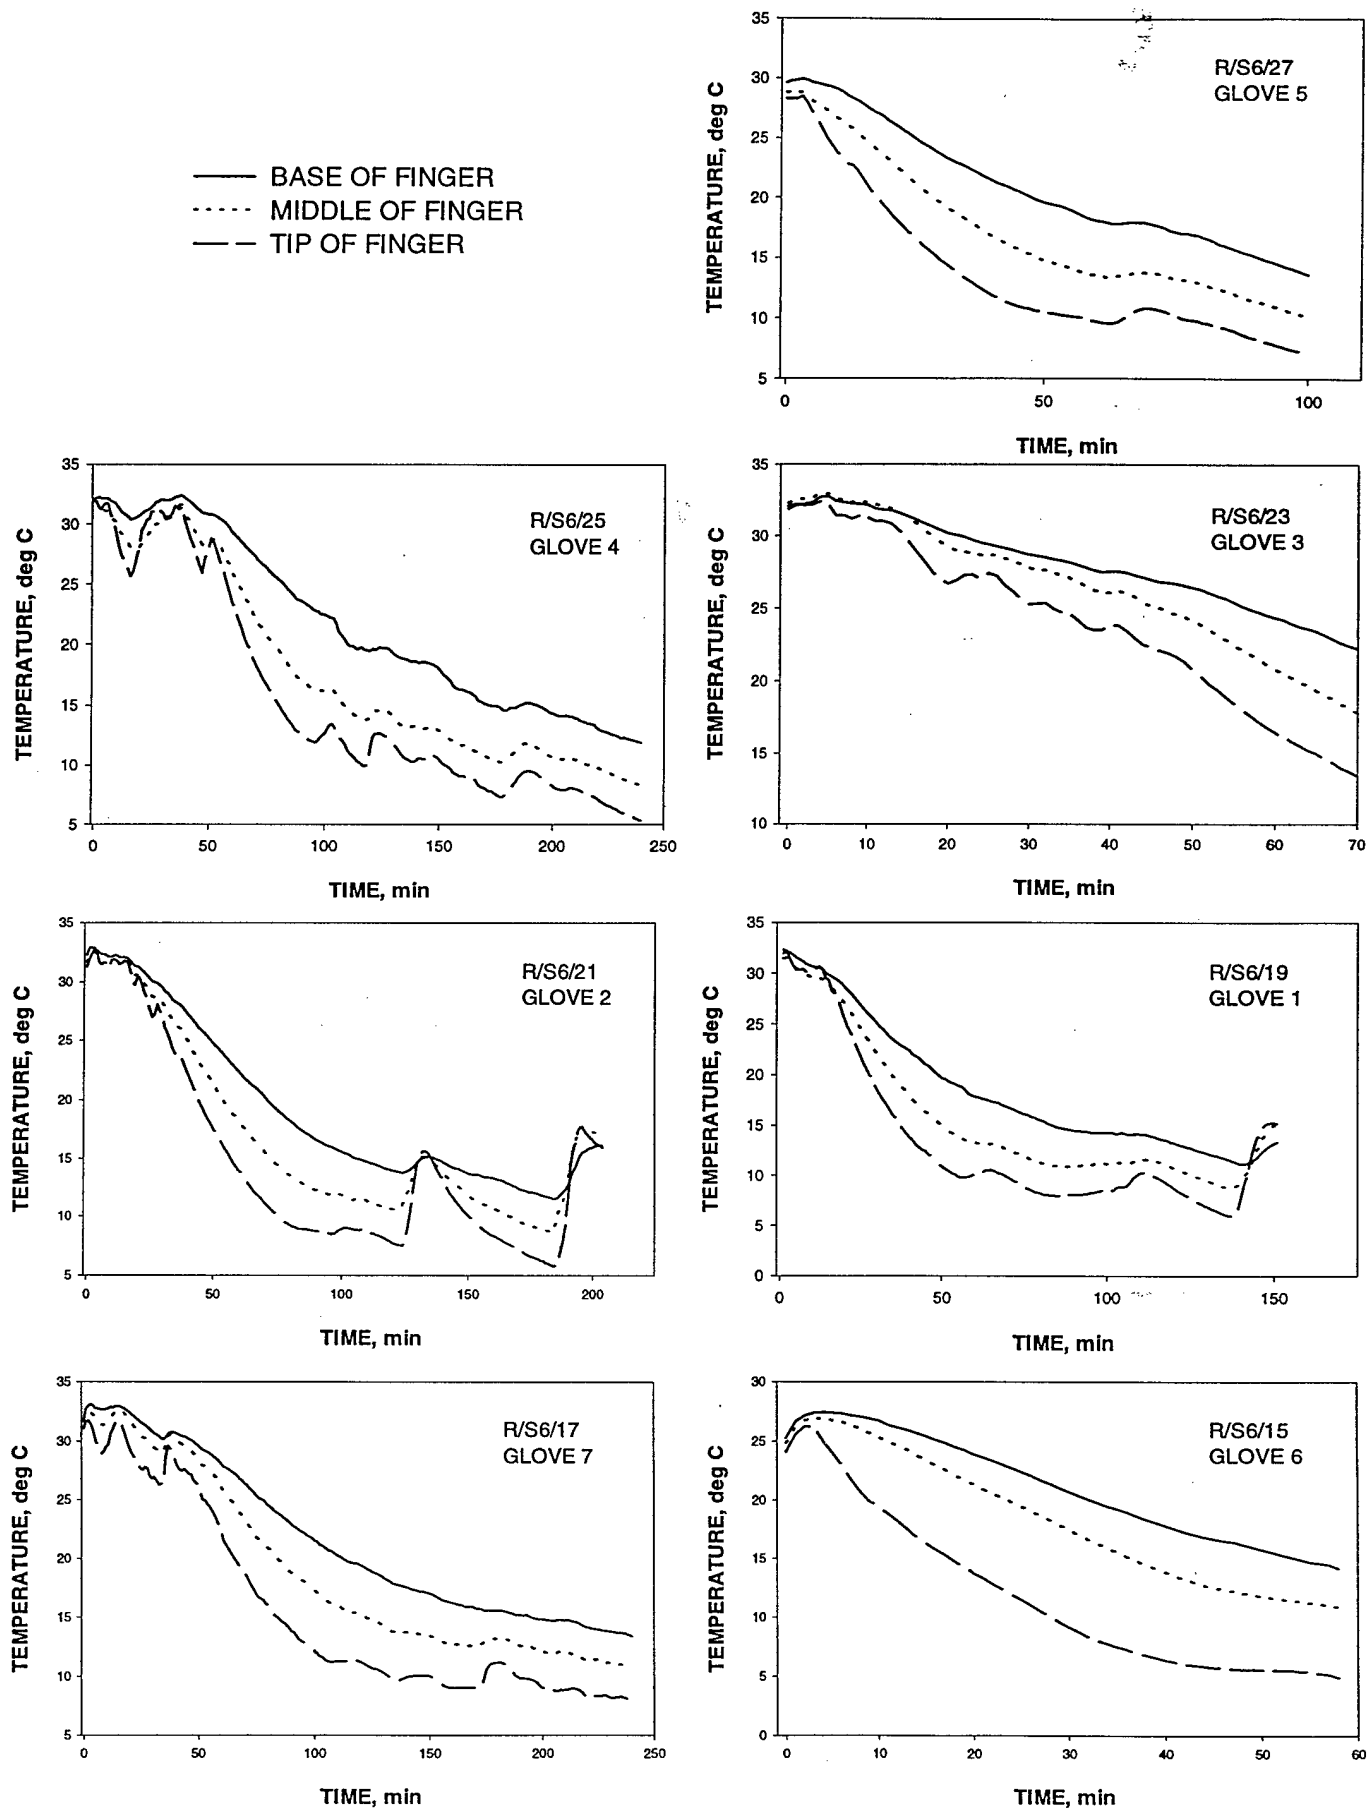 BASE OF FINGER
MIDDLE OF FINGER
TIP OF FINGER
R/S6/27
GLOVE 5
TEMPERATURE, deg C
35
30
25
20
15
10
5
0 50 100
TIME, min
R/S6/25
GLOVE 4
TEMPERATURE, deg C
35
30
25
20
15
10
5
0 50 100 150 200 250
TIME, min
R/S6/23
GLOVE 3
TEMPERATURE, deg C
35
30
25
20
15
10
0 10 20 30 40 50 60 70
TIME, min
R/S6/21
GLOVE 2
TEMPERATURE, deg C
35
30
25
20
15
10
5
0 50 100 150 200
TIME, min
R/S6/19
GLOVE 1
TEMPERATURE, deg C
35
30
25
20
15
10
5
0
0 50 100 150
TIME, min
R/S6/17
GLOVE 7
TEMPERATURE, deg C
35
30
25
20
15
10
5
0 50 100 150 200 250
TIME, min
R/S6/15
GLOVE 6
TEMPERATURE, deg C
30
25
20
15
10
5
0
0 10 20 30 40 50 60
TIME, min